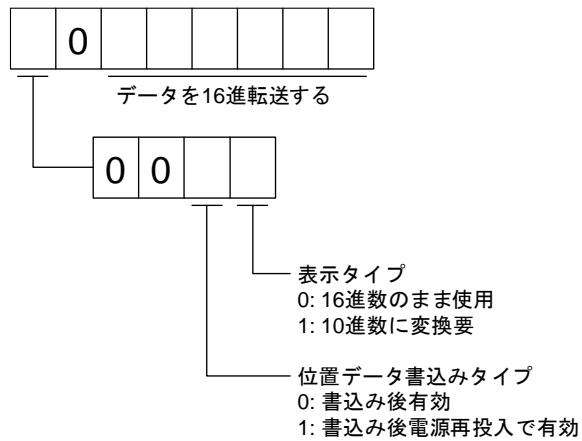 0
データを16進転送する
0 0
表示タイプ
0: 16進数のまま使用
1: 10進数に変換要
位置データ書込みタイプ
0: 書込み後有効
1: 書込み後電源再投入で有効